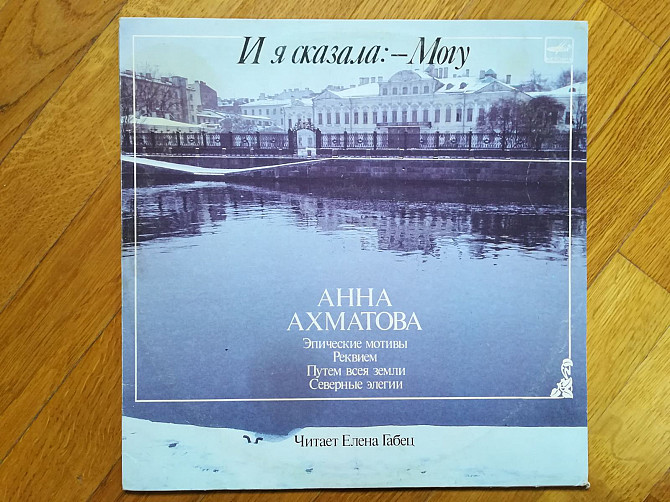 И я сказала:–Могу
АННА
АХМАТОВА
Эпические мотивы
Реквием
Путем всея земли
Северные элегии
Читает Елена Габец